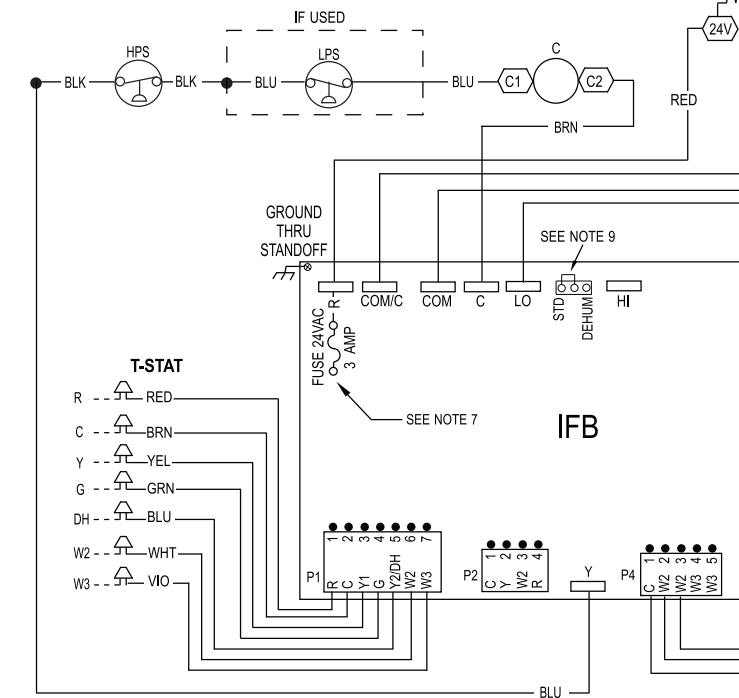 IF USED
24V
HPS
LPS
C
BLK
BLK
BLU
BLU
C1
C2
RED
BRN
GROUND
THRU
STANDOFF
SEE NOTE 9
R
COM/C
COM
C
LO
STD
DEHUM
HI
FUSE 24VAC
3 AMP
T-STAT
SEE NOTE 7
IFB
R
RED
C
BRN
Y
YEL
G
GRN
DH
BLU
W2
WHT
W3
VIO
P1
1 2 3 4 5 6 7
R C Y1 G Y2/DH W2 W3
P2
1 2 3 4
C Y W2 R
Y
P4
1 2 3 4 5
C W2 W2 W3 W3
BLU